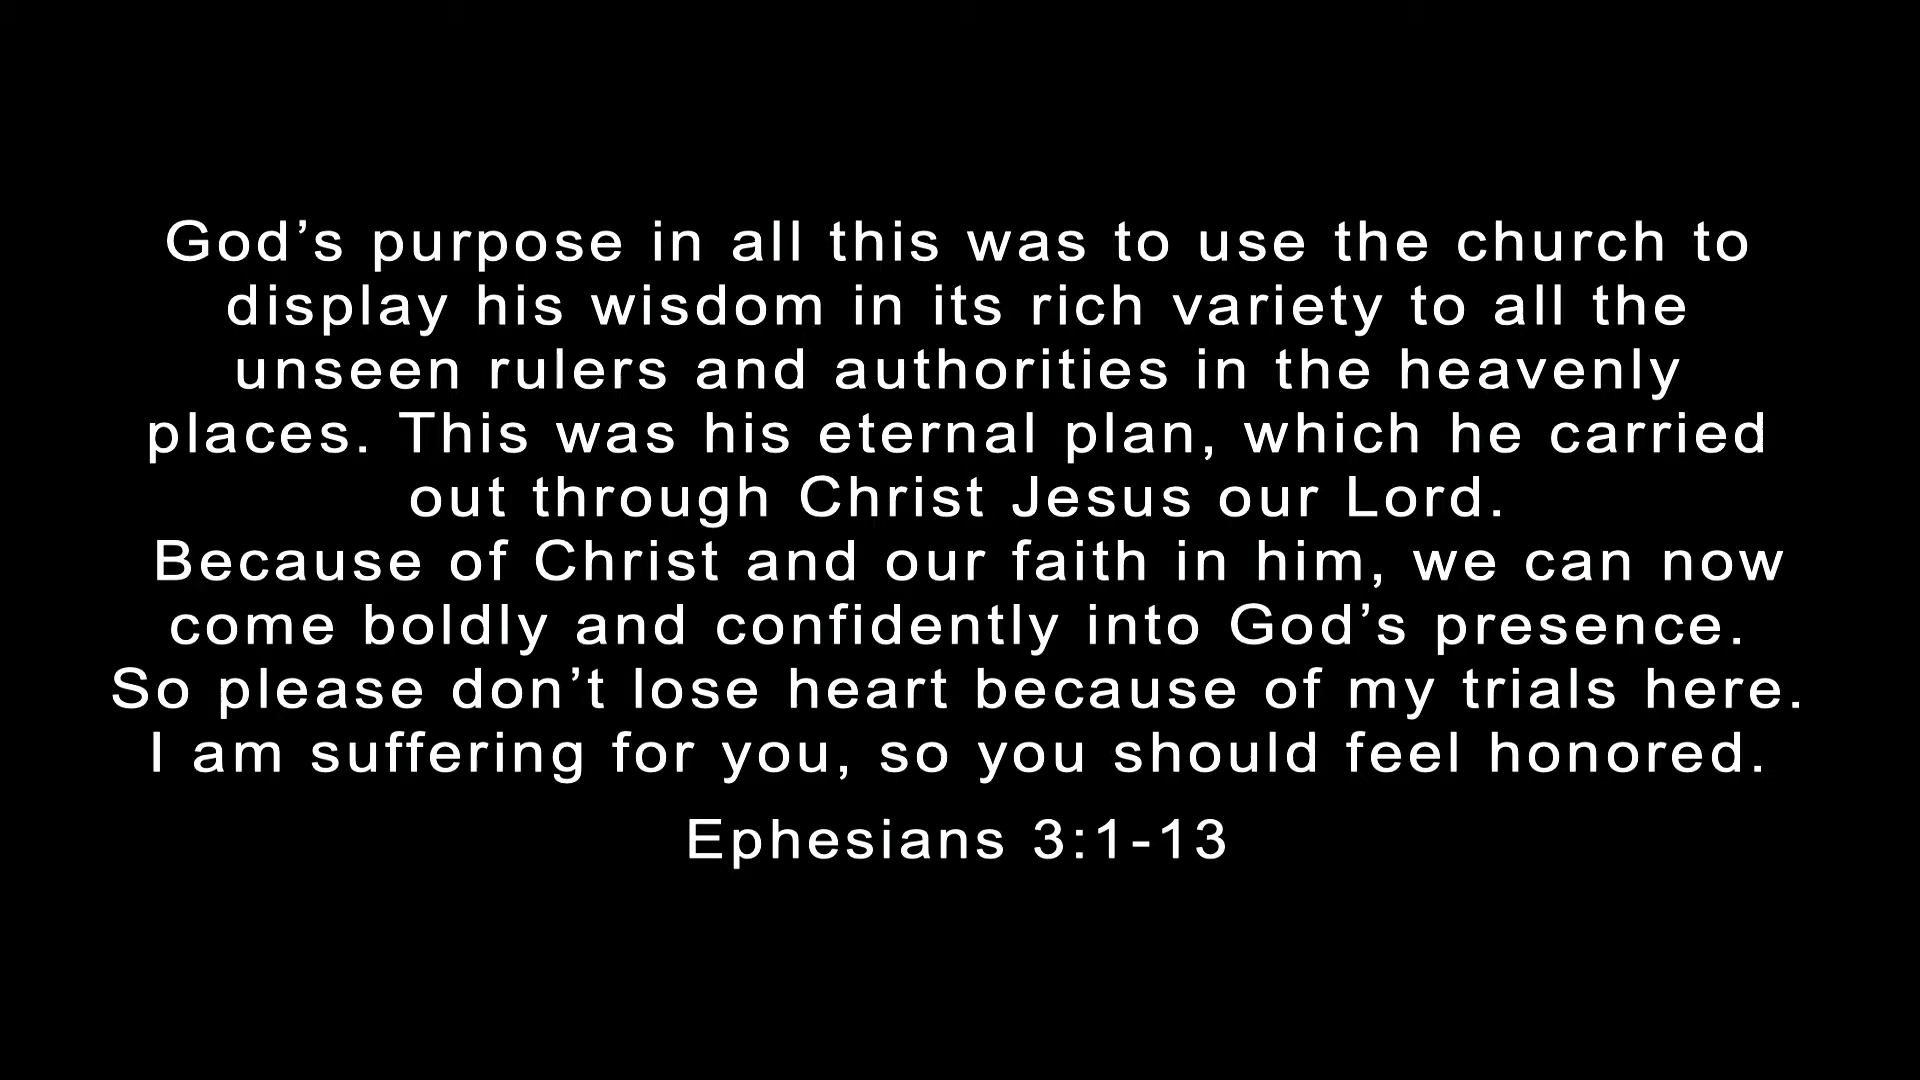 God’s purpose in all this was to use the church to
display his wisdom in its rich variety to all the
unseen rulers and authorities in the heavenly
places. This was his eternal plan, which he carried
out through Christ Jesus our Lord.
Because of Christ and our faith in him, we can now
come boldly and confidently into God’s presence.
So please don’t lose heart because of my trials here.
I am suffering for you, so you should feel honored.
Ephesians 3:1-13